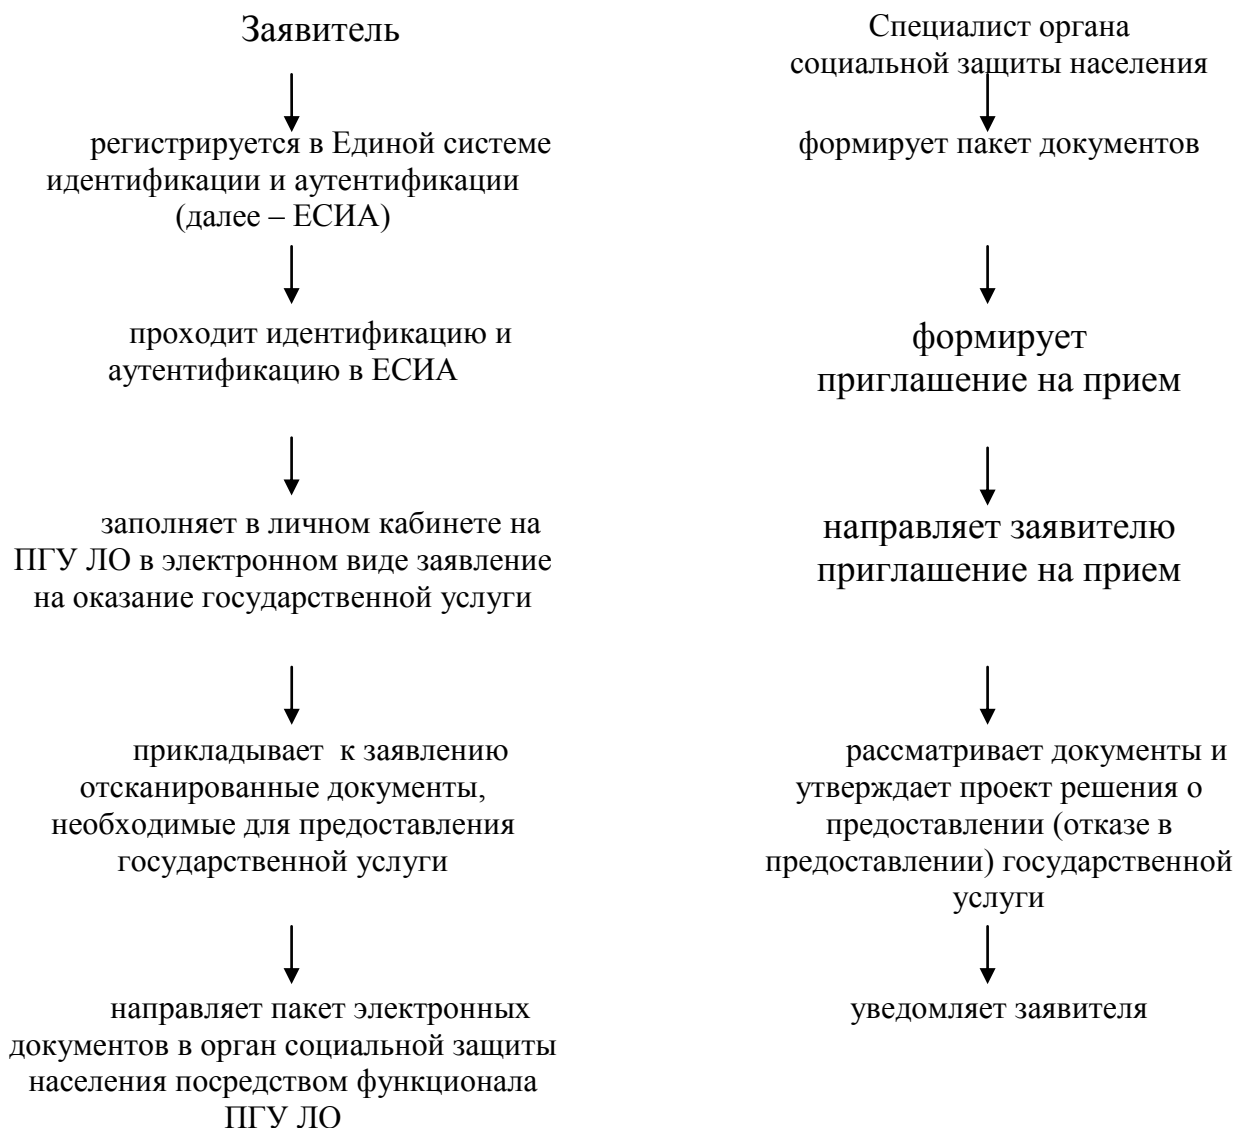 Заявитель
регистрируется в Единой системе
идентификации и аутентификации
(далее – ЕСИА)
проходит идентификацию и
аутентификацию в ЕСИА
заполняет в личном кабинете на
ПГУ ЛО в электронном виде заявление
на оказание государственной услуги
прикладывает к заявлению
отсканированные документы,
необходимые для предоставления
государственной услуги
направляет пакет электронных
документов в орган социальной защиты
населения посредством функционала
ПГУ ЛО
Специалист органа
социальной защиты населения
формирует пакет документов
формирует
приглашение на прием
направляет заявителю
приглашение на прием
рассматривает документы и
утверждает проект решения о
предоставлении (отказе в
предоставлении) государственной
услуги
уведомляет заявителя